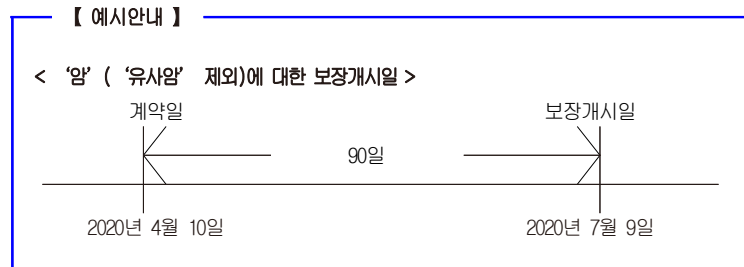 【 예시안내 】
< ‘암’ ( ‘유사암’ 제외)에 대한 보장개시일 >
계약일 보장개시일
90일
2020년 4월 10일 2020년 7월 9일